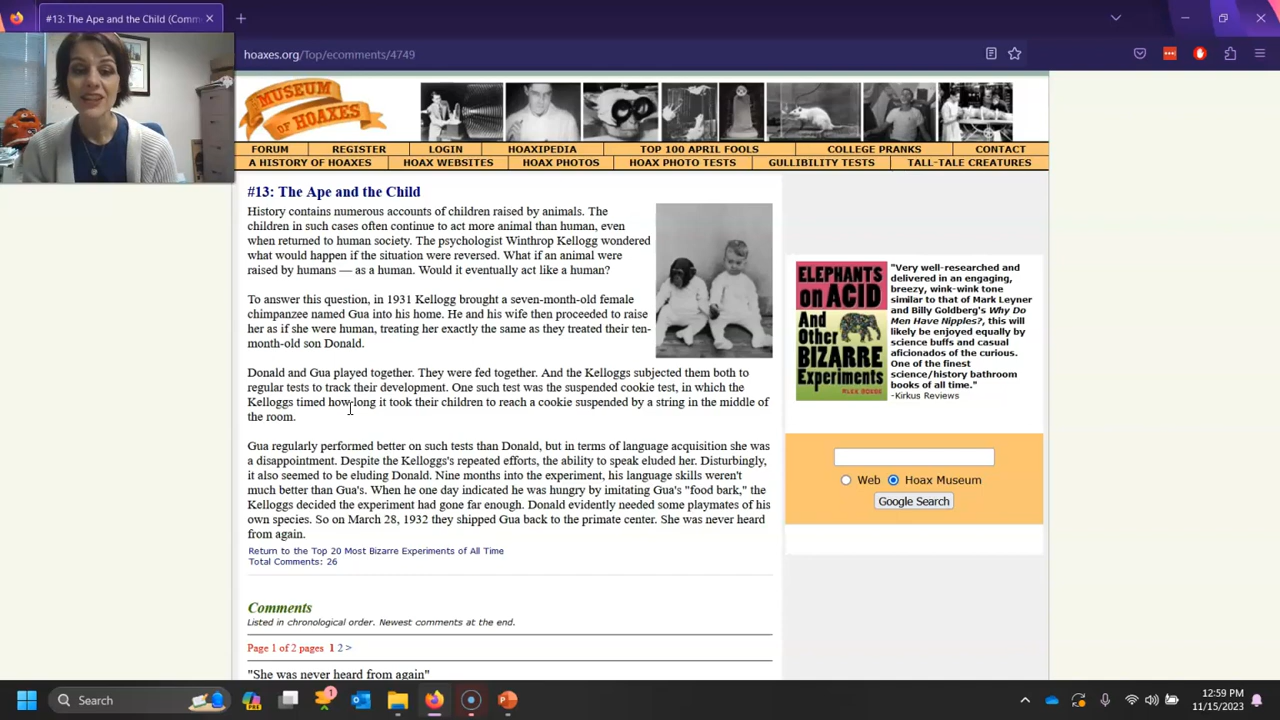 #13: The Ape and the Child (Comm
hoaxes.org/Top/ecomments/4749
MUSEUM
OF HOAXES
FORUM REGISTER LOGIN HOAXIPEDIA TOP 100 APRIL FOOLS COLLEGE PRANKS CONTACT
A HISTORY OF HOAXES HOAX WEBSITES HOAX PHOTOS HOAX PHOTO TESTS GULLIBILITY TESTS TALL-TALE CREATURES
#13: The Ape and the Child
History contains numerous accounts of children raised by animals. The
children in such cases often continue to act more animal than human, even
when returned to human society. The psychologist Winthrop Kellogg wondered
what would happen if the situation were reversed. What if an animal were
raised by humans — as a human. Would it eventually act like a human?
To answer this question, in 1931 Kellogg brought a seven-month-old female
chimpanzee named Gua into his home. He and his wife then proceeded to raise
her as if she were human, treating her exactly the same as they treated their ten-
month-old son Donald.
Donald and Gua played together. They were fed together. And the Kelloggs subjected them both to
regular tests to track their development. One such test was the suspended cookie test, in which the
Kelloggs timed how long it took their children to reach a cookie suspended by a string in the middle of
the room.
Gua regularly performed better on such tests than Donald, but in terms of language acquisition she was
a disappointment. Despite the Kelloggs's repeated efforts, the ability to speak eluded her. Disturbingly,
it also seemed to be eluding Donald. Nine months into the experiment, his language skills weren't
much better than Gua's. When he one day indicated he was hungry by imitating Gua's "food bark," the
Kelloggs decided the experiment had gone far enough. Donald evidently needed some playmates of his
own species. So on March 28, 1932 they shipped Gua back to the primate center. She was never heard
from again.
Return to the Top 20 Most Bizarre Experiments of All Time
Total Comments: 26
Comments
Listed in chronological order. Newest comments at the end.
Page 1 of 2 pages 1 2 >
"She was never heard from again"
ELEPHANTS
ON ACID
And
Other
BIZARRE
Experiments
ALEX BOESE
"Very well-researched and
delivered in an engaging,
breezy, wink-wink tone
similar to that of Mark Leyner
and Billy Goldberg's Why Do
Men Have Nipples?, this will
likely be enjoyed equally by
science buffs and casual
aficionados of the curious.
One of the finest
science/history bathroom
books of all time."
-Kirkus Reviews
Web Hoax Museum
Google Search
Search
1
12:59 PM
11/15/2023